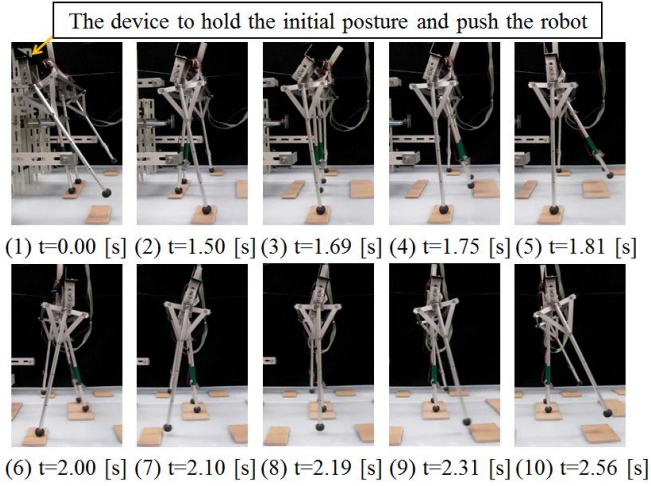 The device to hold the initial posture and push the robot
(1) t=0.00 [s] (2) t=1.50 [s] (3) t=1.69 [s] (4) t=1.75 [s] (5) t=1.81 [s]
(6) t=2.00 [s] (7) t=2.10 [s] (8) t=2.19 [s] (9) t=2.31 [s] (10) t=2.56 [s]